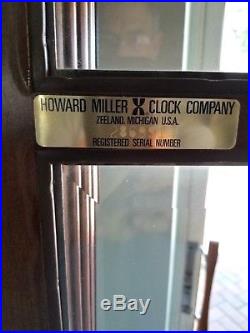 HOWARD MILLER CLOCK COMPANY
ZEELAND, MICHIGAN U.S.A.
REGISTERED SERIAL NUMBER